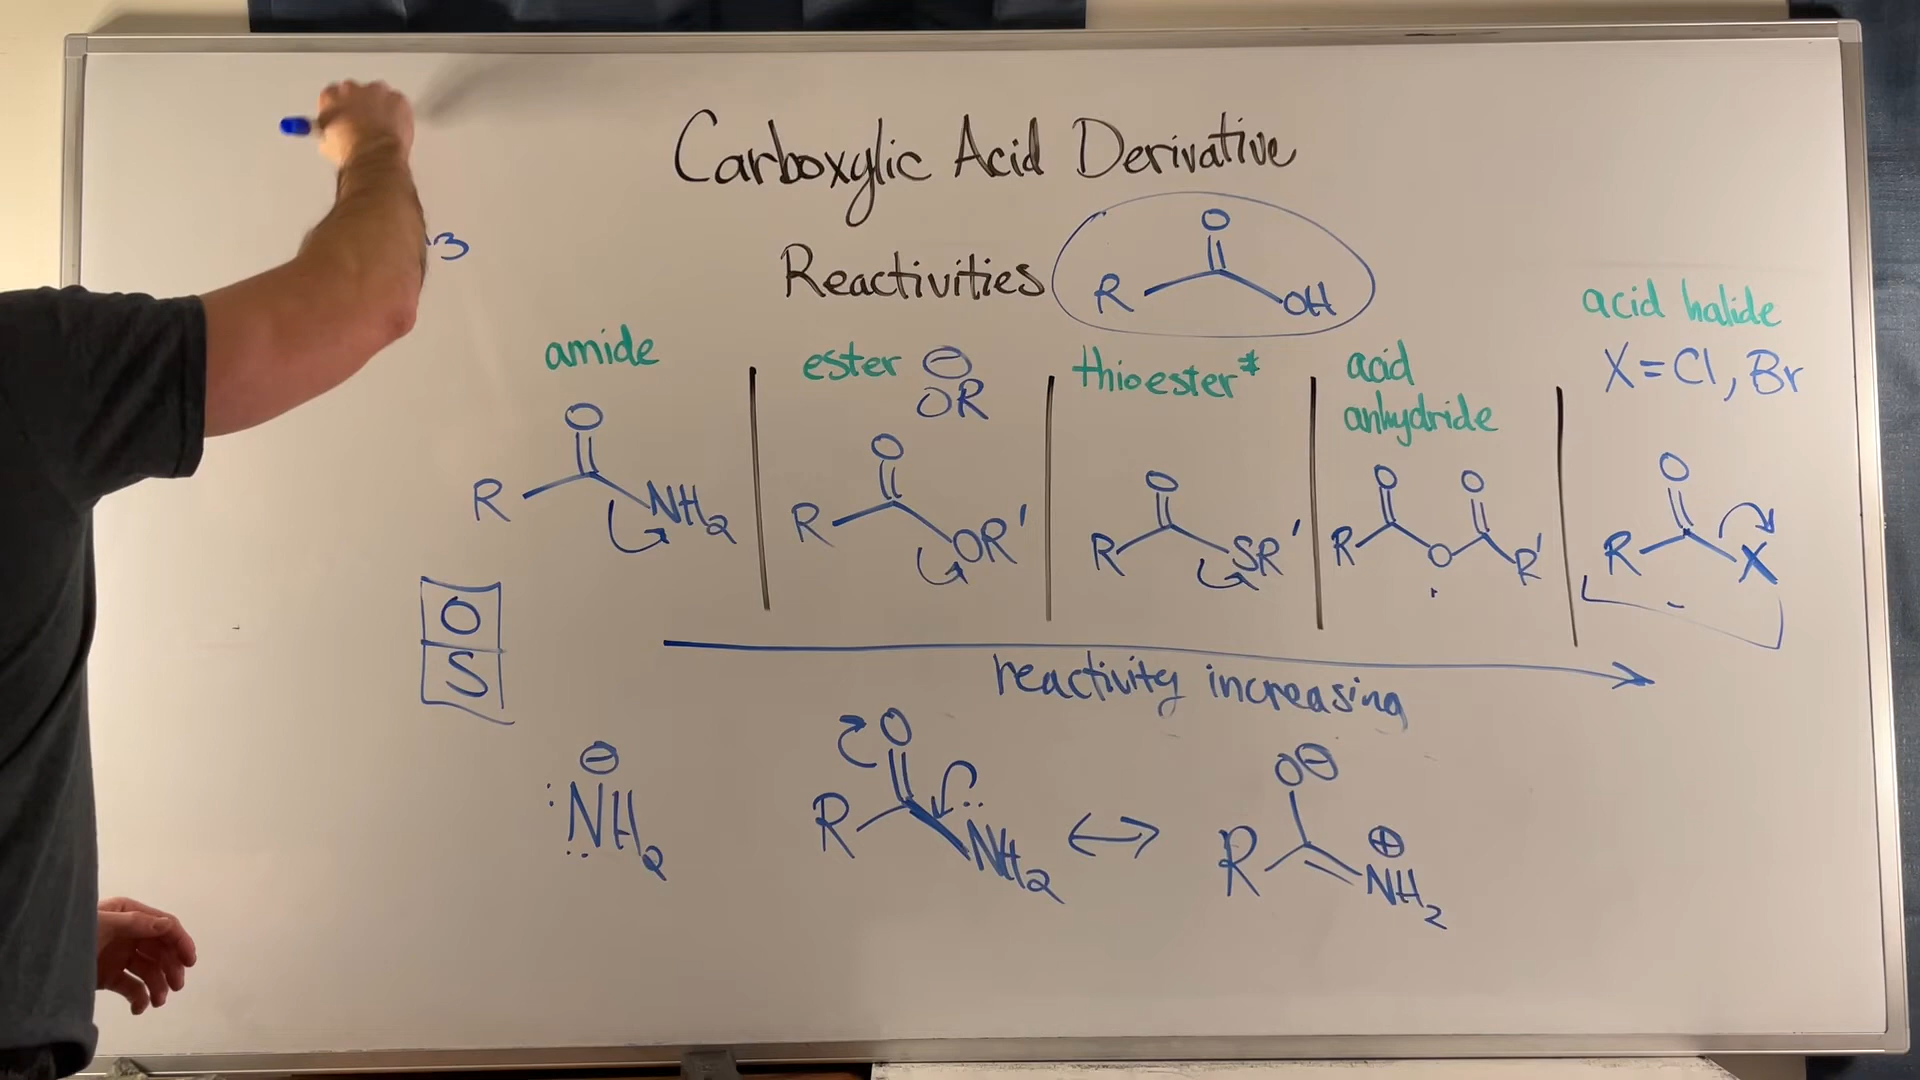 Carboxylic Acid Derivative
Reactivities
O
R OH
3
amide
ester ⊖
OR
thioester*
acid
anhydride
acid halide
X = Cl, Br
O
R NH2
O
R OR'
O
R SR'
O O
R O R'
O
R X
O
S
reactivity increasing
⊖
:NH2
O
R NH2
↔
O⊖
R ⊕
NH2